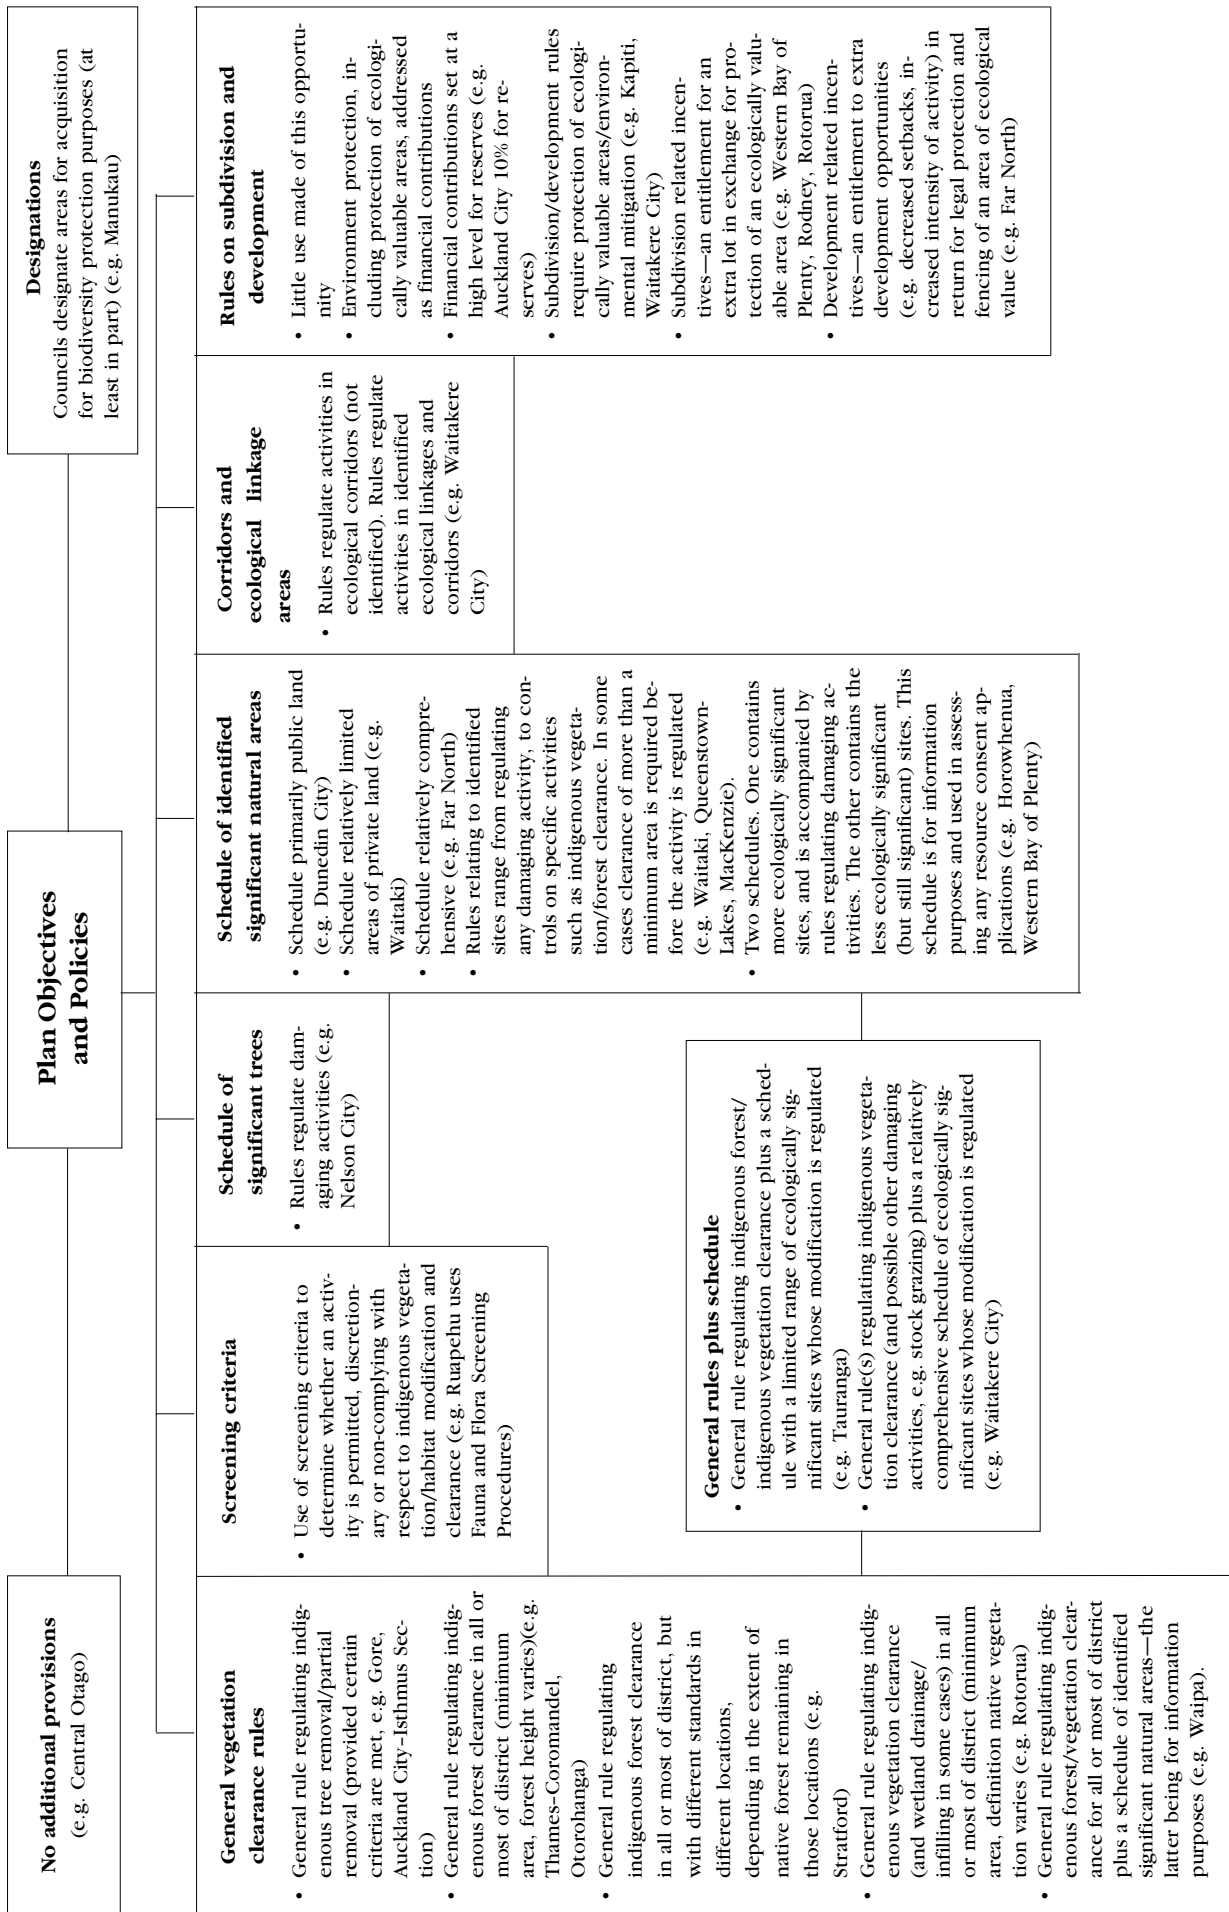 Plan Objectives
and Policies
No additional provisions
(e.g. Central Otago)
Designations
Councils designate areas for acquisition
for biodiversity protection purposes (at
least in part) (e.g. Manukau)
General vegetation
clearance rules
• General rule regulating indig-
enous tree removal/partial
removal (provided certain
criteria are met, e.g. Gore,
Auckland City–Isthmus Sec-
tion)
• General rule regulating indig-
enous forest clearance in all or
most of district (minimum
area, forest height varies)(e.g.
Thames–Coromandel,
Otorohanga)
• General rule regulating
indigenous forest clearance
in all or most of district, but
with different standards in
different locations,
depending in the extent of
native forest remaining in
those locations (e.g.
Stratford)
• General rule regulating indig-
enous vegetation clearance
(and wetland drainage/
infilling in some cases) in all
or most of district (minimum
area, definition native vegeta-
tion varies (e.g. Rotorua)
• General rule regulating indig-
enous forest/vegetation clear-
ance for all or most of district
plus a schedule of identified
significant natural areas—the
latter being for information
purposes (e.g. Waipa).
Screening criteria
• Use of screening criteria to
determine whether an activ-
ity is permitted, discretion-
ary or non-complying with
respect to indigenous vegeta-
tion/habitat modification and
clearance (e.g. Ruapehu uses
Fauna and Flora Screening
Procedures)
Schedule of
significant trees
• Rules regulate dam-
aging activities (e.g.
Nelson City)
Schedule of identified
significant natural areas
• Schedule primarily public land
(e.g. Dunedin City)
• Schedule relatively limited
areas of private land (e.g.
Waitaki)
• Schedule relatively compre-
hensive (e.g. Far North)
• Rules relating to identified
sites range from regulating
any damaging activity, to con-
trols on specific activities
such as indigenous vegeta-
tion/forest clearance. In some
cases clearance of more than a
minimum area is required be-
fore the activity is regulated
(e.g. Waitaki, Queenstown-
Lakes, MacKenzie).
• Two schedules. One contains
more ecologically significant
sites, and is accompanied by
rules regulating damaging ac-
tivities. The other contains the
less ecologically significant
(but still significant) sites. This
schedule is for information
purposes and used in assess-
ing any resource consent ap-
plications (e.g. Horowhenua,
Western Bay of Plenty)
Corridors and
ecological linkage
areas
• Rules regulate activities in
ecological corridors (not
identified). Rules regulate
activities in identified
ecological linkages and
corridors (e.g. Waitakere
City)
Rules on subdivision and
development
• Little use made of this opportu-
nity
• Environment protection, in-
cluding protection of ecologi-
cally valuable areas, addressed
as financial contributions
• Financial contributions set at a
high level for reserves (e.g.
Auckland City 10% for re-
serves)
• Subdivision/development rules
require protection of ecologi-
cally valuable areas/environ-
mental mitigation (e.g. Kapiti,
Waitakere City)
• Subdivision related incen-
tives—an entitlement for an
extra lot in exchange for pro-
tection of an ecologically valu-
able area (e.g. Western Bay of
Plenty, Rodney, Rotorua)
• Development related incen-
tives—an entitlement to extra
development opportunities
(e.g. decreased setbacks, in-
creased intensity of activity) in
return for legal protection and
fencing of an area of ecological
value (e.g. Far North)
General rules plus schedule
• General rule regulating indigenous forest/
indigenous vegetation clearance plus a sched-
ule with a limited range of ecologically sig-
nificant sites whose modification is regulated
(e.g. Tauranga)
• General rule(s) regulating indigenous vegeta-
tion clearance (and possible other damaging
activities, e.g. stock grazing) plus a relatively
comprehensive schedule of ecologically sig-
nificant sites whose modification is regulated
(e.g. Waitakere City)